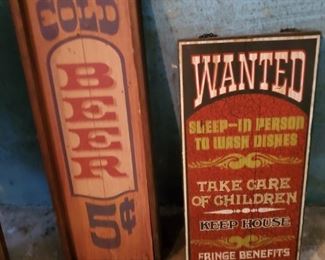 COLD
BEER
5¢
WANTED
SLEEP-IN PERSON
TO WASH DISHES
TAKE CARE
OF CHILDREN
KEEP HOUSE
FRINGE BENEFITS